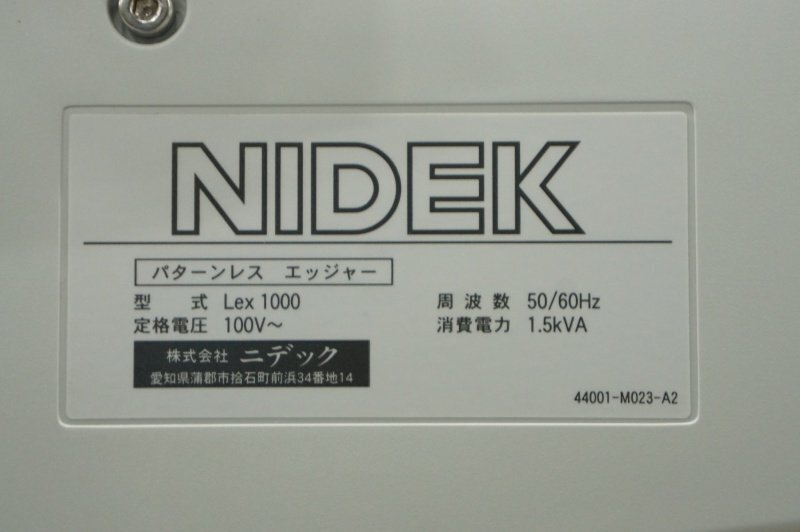 NIDEK
パターンレス エッジャー
型 式 Lex 1000 周波数 50/60Hz
定格電圧 100V～ 消費電力 1.5kVA
株式会社 ニデック
愛知県蒲郡市拾石町前浜34番地14
44001-M023-A2